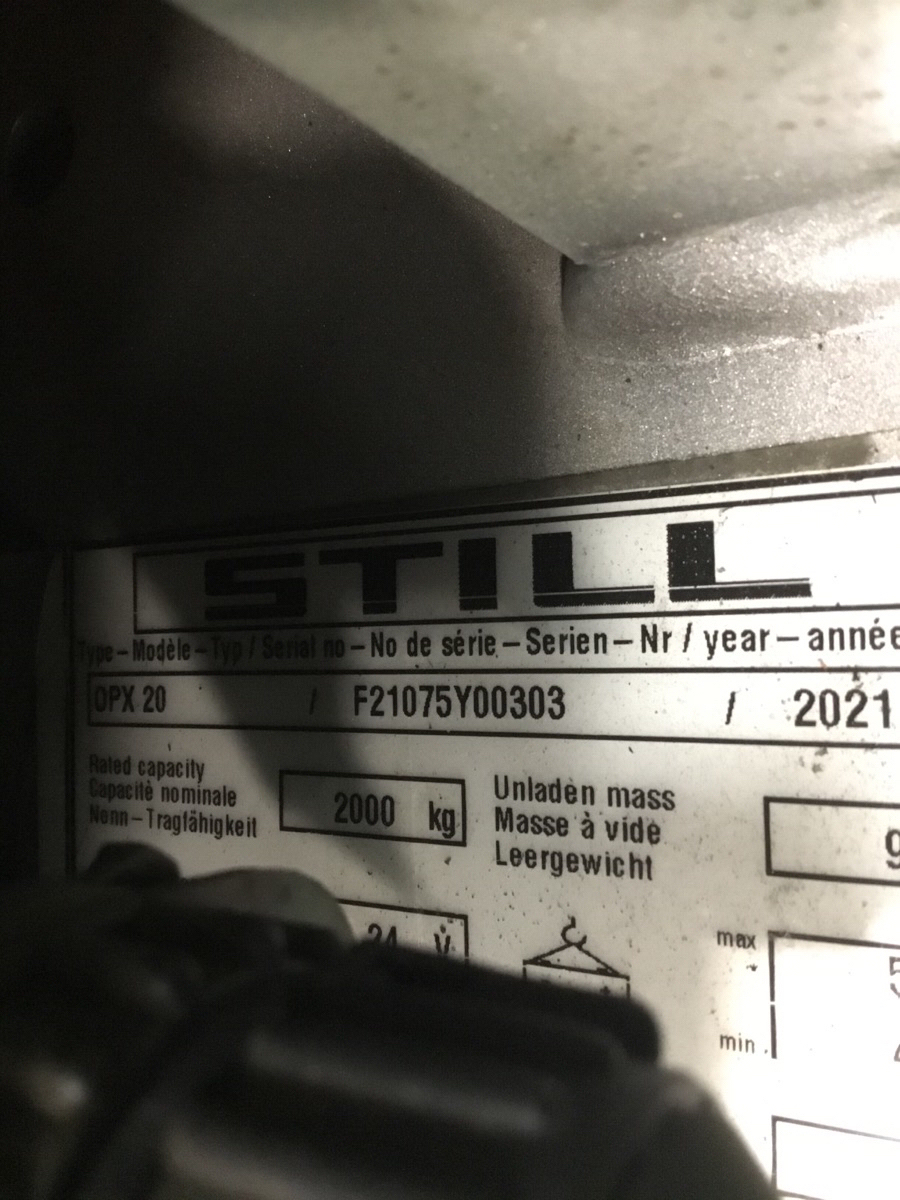 STILL
Type – Modèle – Typ / Serial no – No de série – Serien – Nr / year – année
OPX 20 / F21075Y00303 / 2021
Rated capacity
Capacité nominale
Nenn – Tragfähigkeit
2000 kg
Unladen mass
Masse à vide
Leergewicht
24 V
max
min